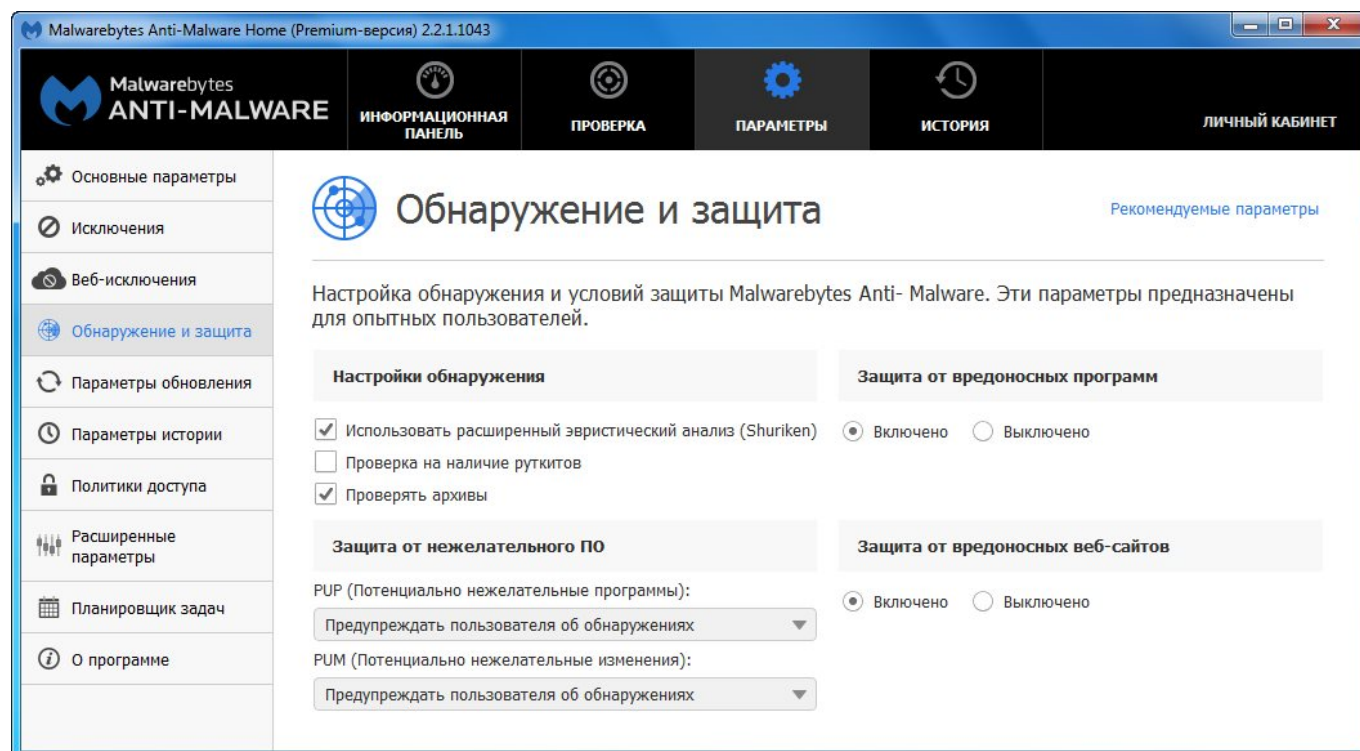 Malwarebytes Anti-Malware Home (Premium-версия) 2.2.1.1043
Malwarebytes
ANTI-MALWARE
ИНФОРМАЦИОННАЯ
ПАНЕЛЬ
ПРОВЕРКА
ПАРАМЕТРЫ
ИСТОРИЯ
ЛИЧНЫЙ КАБИНЕТ
Основные параметры
Исключения
Веб-исключения
Обнаружение и защита
Параметры обновления
Параметры истории
Политики доступа
Расширенные
параметры
Планировщик задач
О программе
Обнаружение и защита
Рекомендуемые параметры
Настройка обнаружения и условий защиты Malwarebytes Anti- Malware. Эти параметры предназначены
для опытных пользователей.
Настройки обнаружения
Использовать расширенный эвристический анализ (Shuriken)
Проверка на наличие руткитов
Проверять архивы
Защита от вредоносных программ
Включено
Выключено
Защита от нежелательного ПО
PUP (Потенциально нежелательные программы):
Предупреждать пользователя об обнаружениях
PUM (Потенциально нежелательные изменения):
Предупреждать пользователя об обнаружениях
Защита от вредоносных веб-сайтов
Включено
Выключено